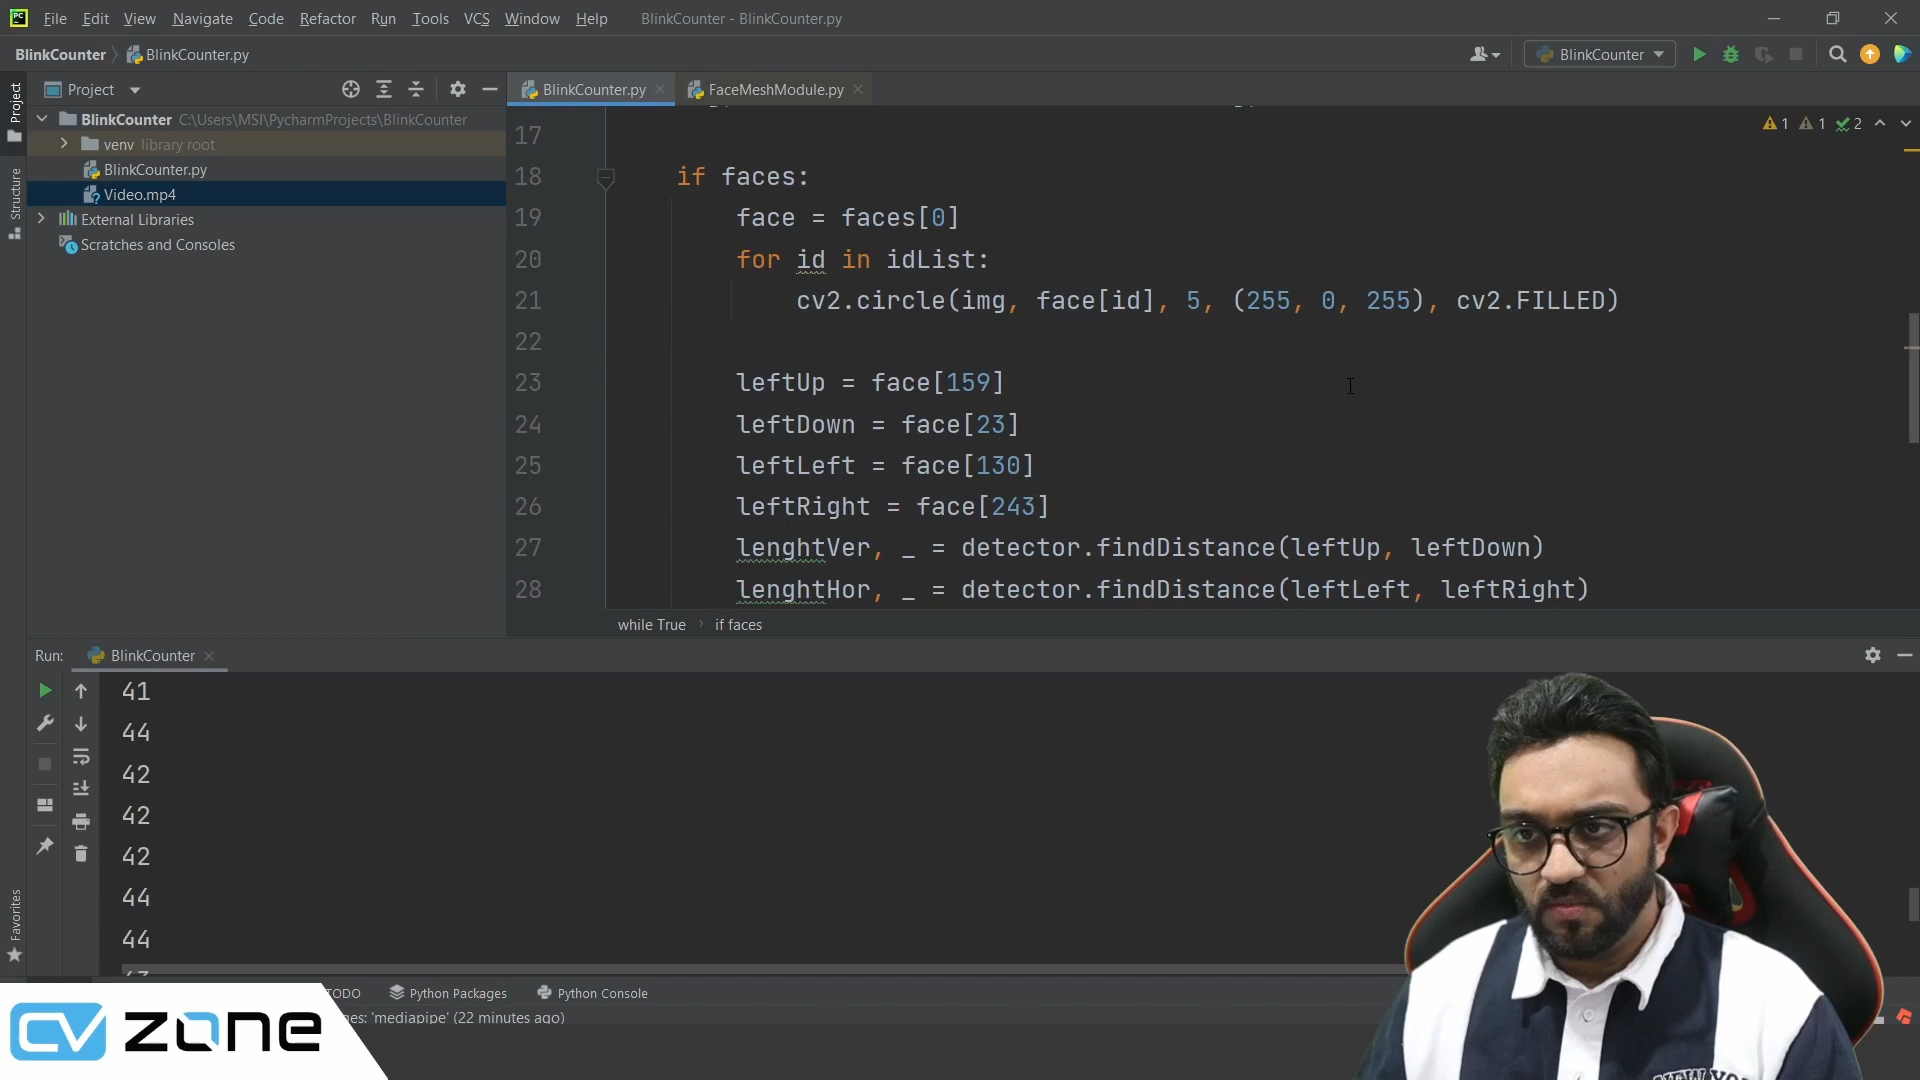 File Edit View Navigate Code Refactor Run Tools VCS Window Help BlinkCounter - BlinkCounter.py
BlinkCounter BlinkCounter.py BlinkCounter
Project
Project
BlinkCounter.py FaceMeshModule.py
BlinkCounter C:\Users\MSI\PycharmProjects\BlinkCounter
venv library root
BlinkCounter.py
Video.mp4
External Libraries
Scratches and Consoles
Structure
1 1 2
17
18 if faces:
19 face = faces[0]
20 for id in idList:
21 cv2.circle(img, face[id], 5, (255, 0, 255), cv2.FILLED)
22
23 leftUp = face[159]
24 leftDown = face[23]
25 leftLeft = face[130]
26 leftRight = face[243]
27 lenghtVer, _ = detector.findDistance(leftUp, leftDown)
28 lenghtHor, _ = detector.findDistance(leftLeft, leftRight)
while True if faces
Run: BlinkCounter
41
44
42
42
42
44
44
Favorites
TODO Python Packages Python Console
'mediapipe' (22 minutes ago)
CV ZONE